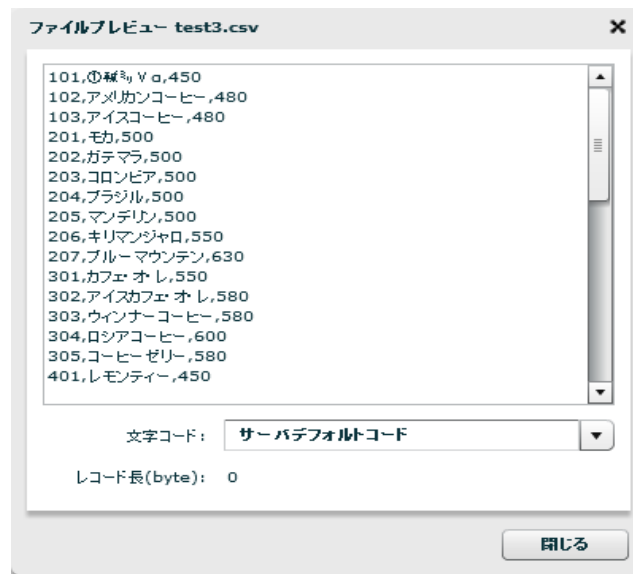 ファイルプレビュー test3.csv
102,アメリカンコーヒー,480
103,アイスコーヒー,480
201,モカ,500
202,ガテマラ,500
203,コロンビア,500
204,ブラジル,500
205,マンデリン,500
206,キリマンジャロ,550
207,ブルーマウンテン,630
301,カフェ・オ・レ,550
302,アイスカフェ・オ・レ,580
303,ウィンナーコーヒー,580
304,ロシアコーヒー,600
305,コーヒーゼリー,580
401,レモンティー,450
文字コード: サーバデフォルトコード
レコード長(byte): 0
閉じる